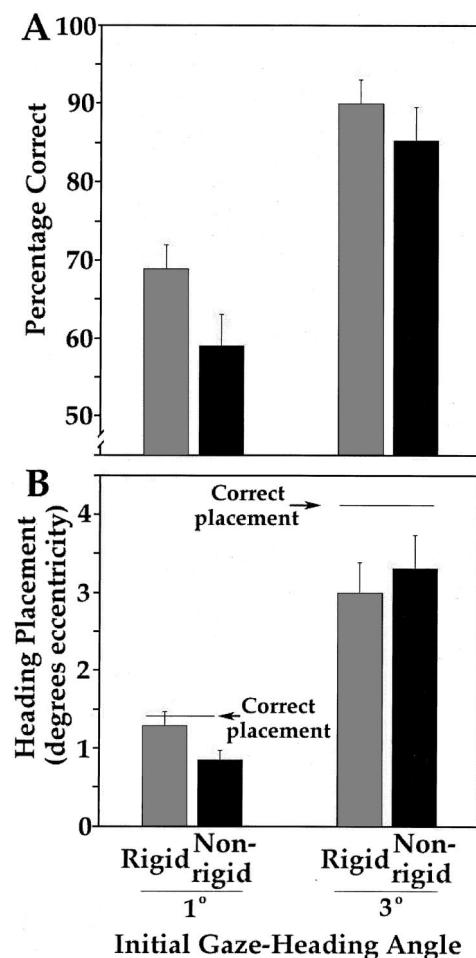 A
100
90
80
70
60
50
Percentage Correct
B
4
3
2
1
0
Heading Placement
(degrees eccentricity)
Correct
placement
Correct
placement
Rigid Non-rigid
Rigid Non-rigid
1°
3°
Initial Gaze-Heading Angle